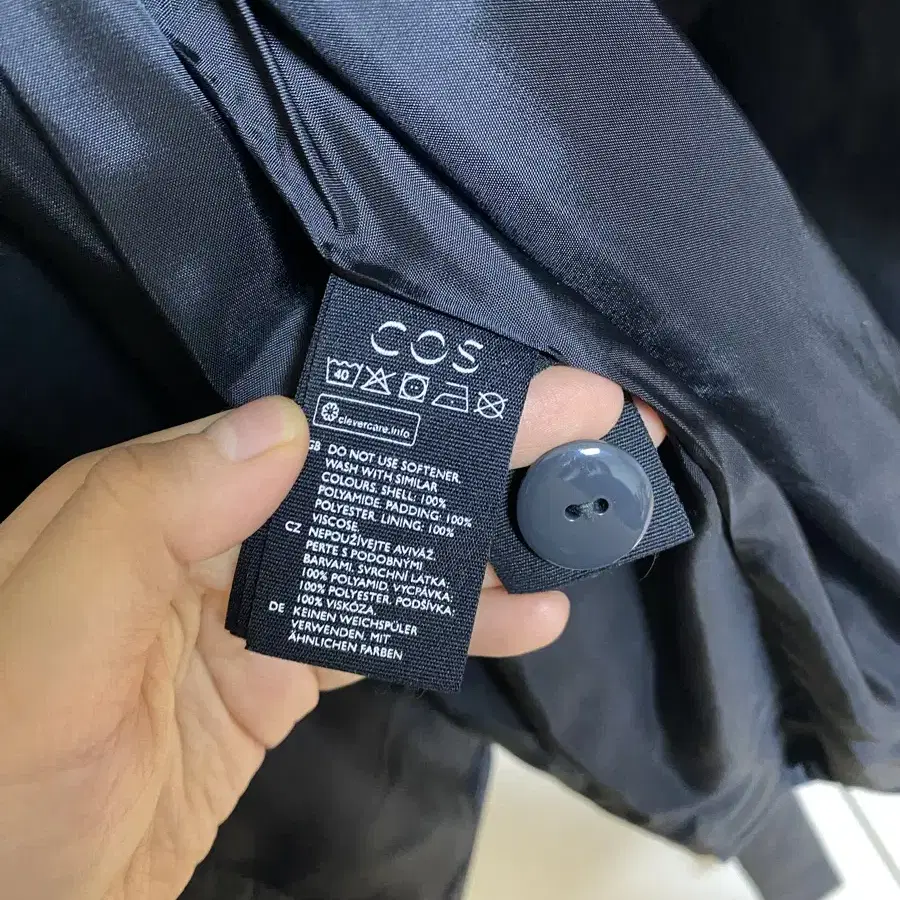 COS
40
clevercare.info
GB DO NOT USE SOFTENER.
WASH WITH SIMILAR
COLOURS. SHELL: 100%
POLYAMIDE. PADDING: 100%
POLYESTER. LINING: 100%
VISCOSE
CZ NEPOUŽÍVEJTE AVIVÁŽ.
PERTE S PODOBNÝMI
BARVAMI. SVRCHNÍ LÁTKA:
100% POLYAMID, VYCPÁVKA:
100% POLYESTER, PODŠÍVKA:
100% VISKÓZA.
DE KEINEN WEICHSPÜLER
VERWENDEN. MIT
ÄHNLICHEN FARBEN